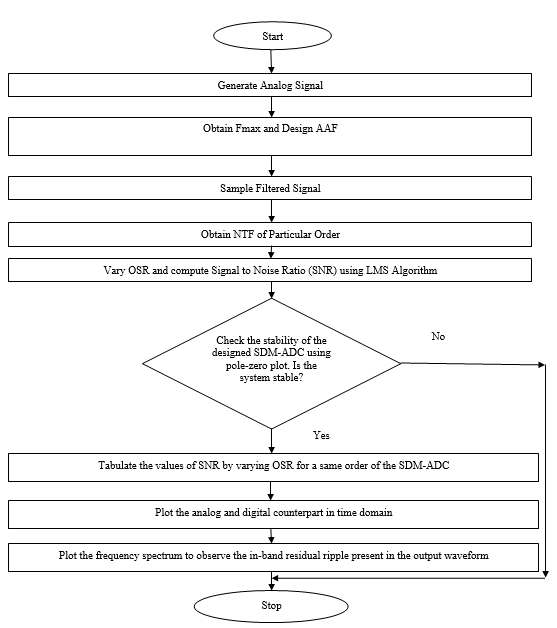 Start
Generate Analog Signal
Obtain Fmax and Design AAF
Sample Filtered Signal
Obtain NTF of Particular Order
Vary OSR and compute Signal to Noise Ratio (SNR) using LMS Algorithm
Check the stability of the
designed SDM-ADC using
pole-zero plot. Is the
system stable?
No
Yes
Tabulate the values of SNR by varying OSR for a same order of the SDM-ADC
Plot the analog and digital counterpart in time domain
Plot the frequency spectrum to observe the in-band residual ripple present in the output waveform
Stop